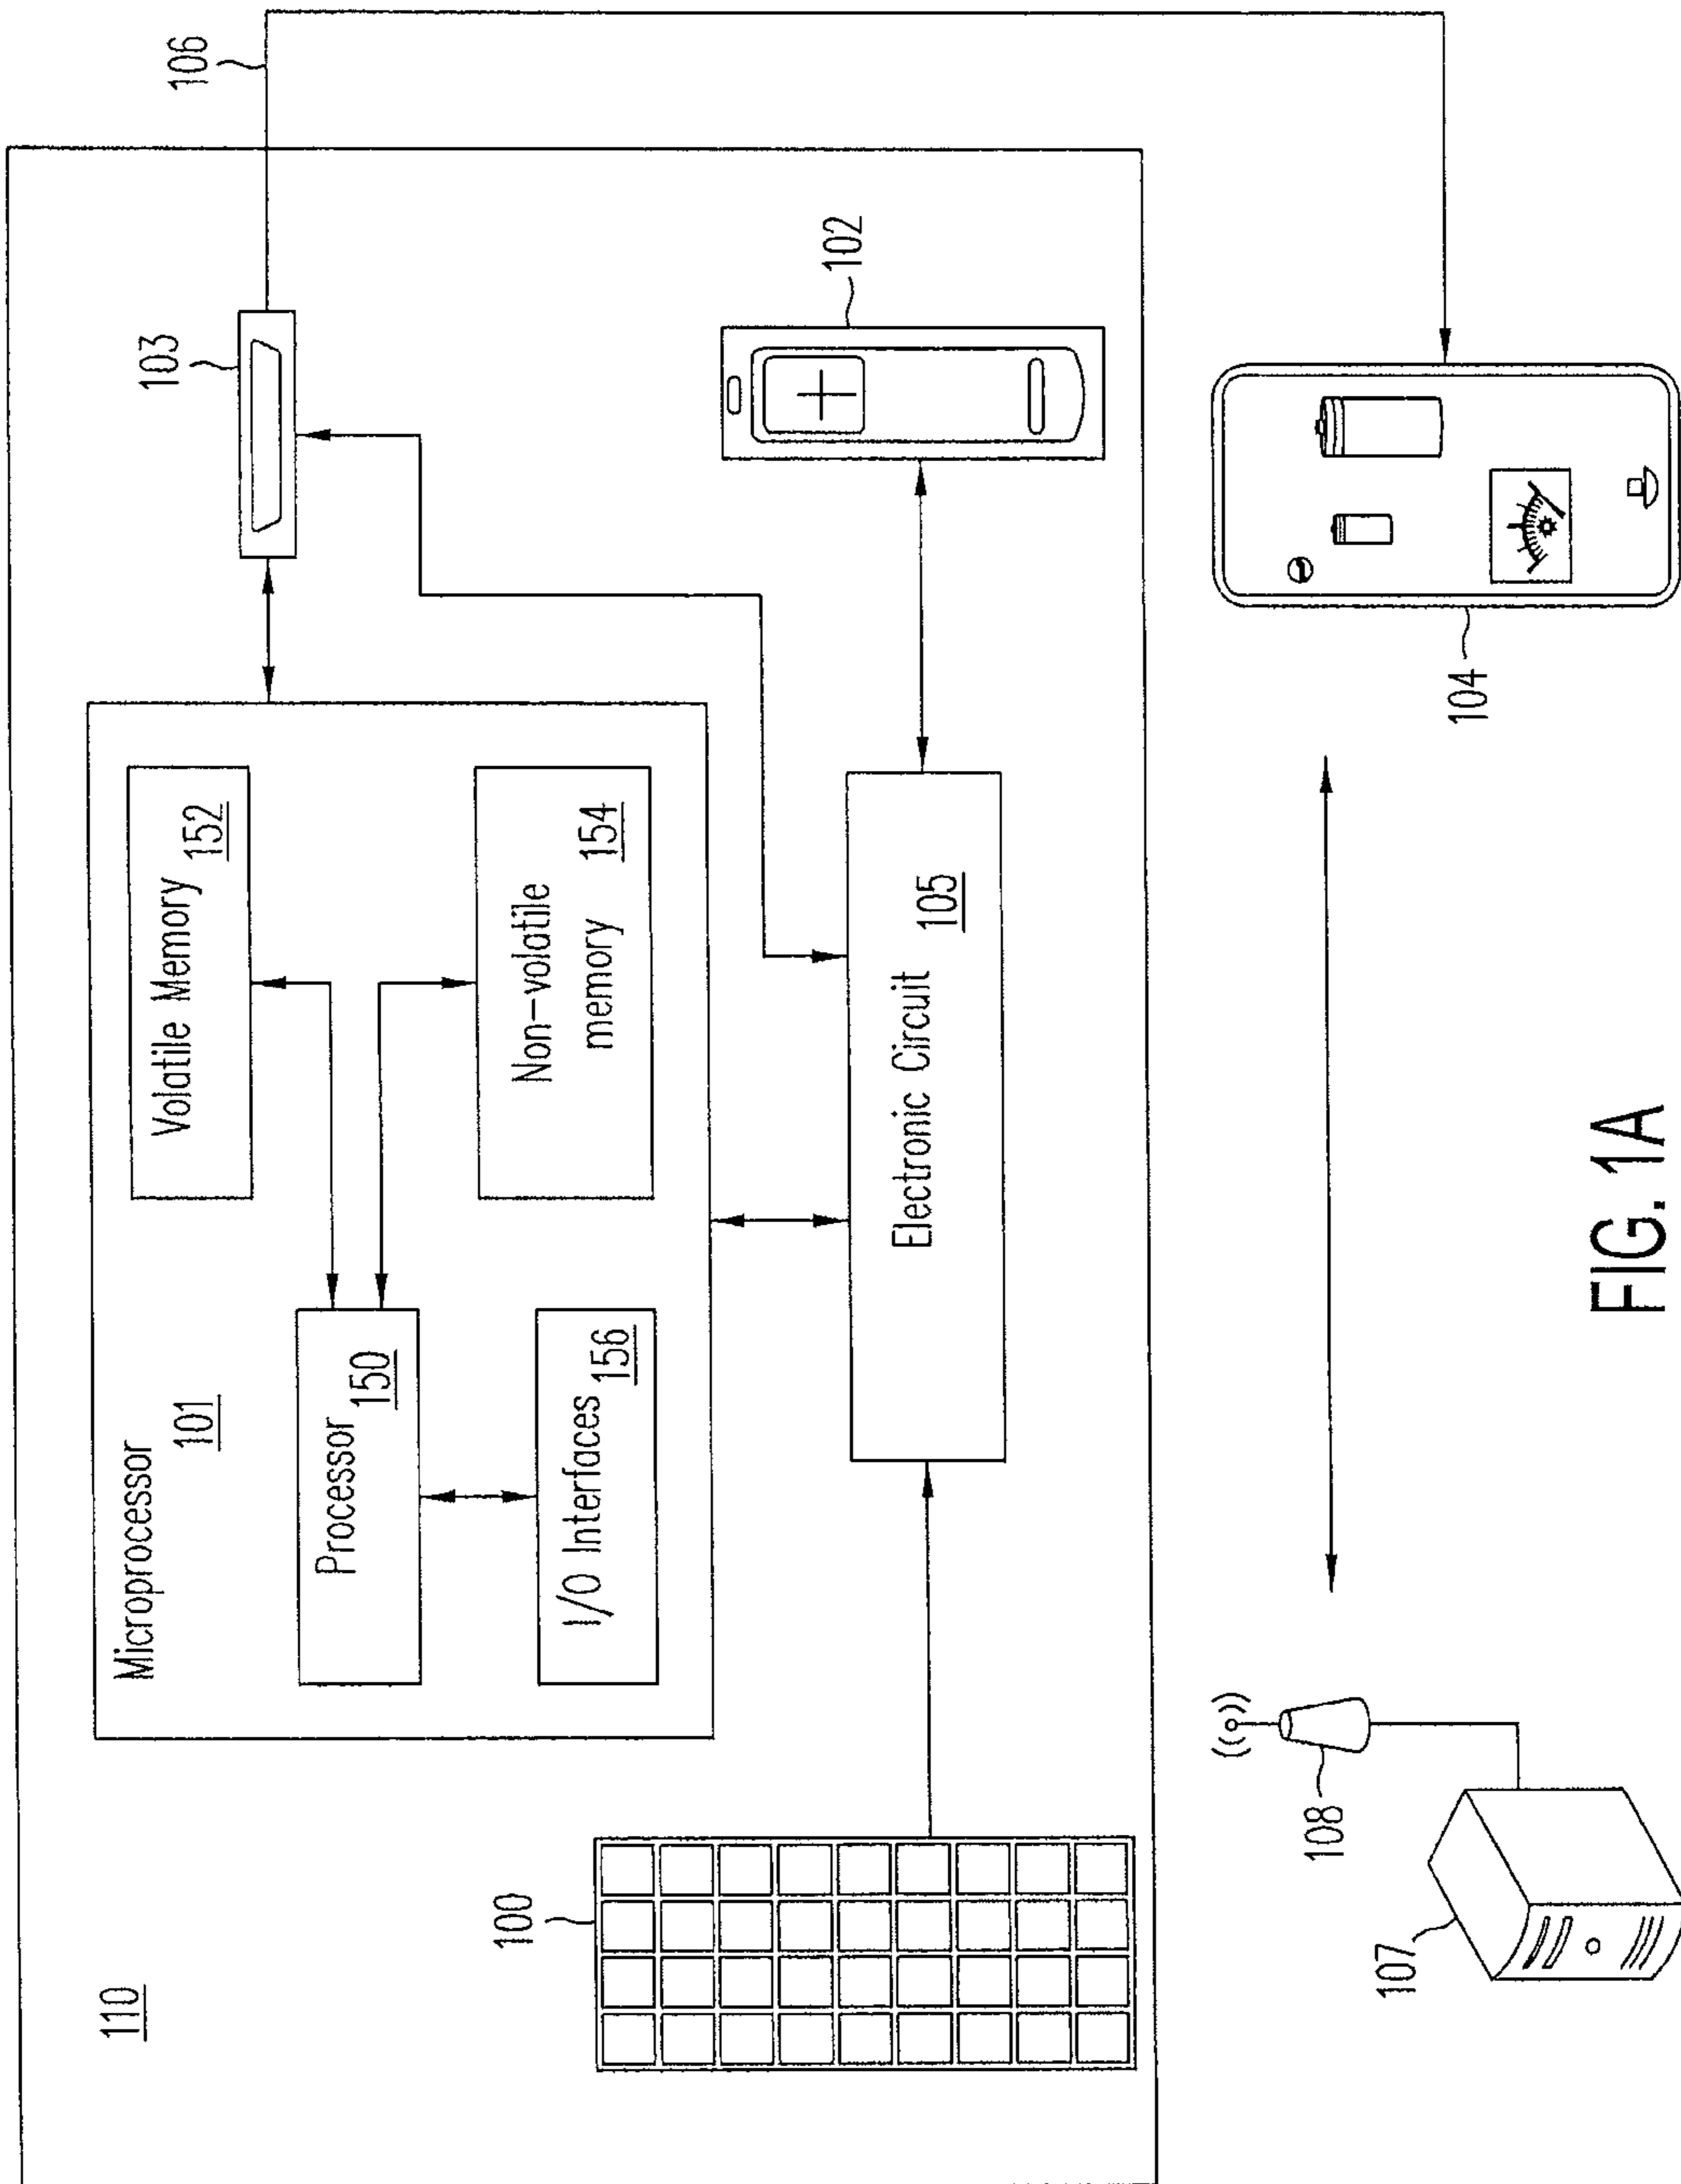 110
Microprocessor
101
Volatile Memory
152
Processor
150
Non-volatile
memory
154
I/O Interfaces
156
103
106
100
Electronic Circuit
105
102
107
108
104
FIG. 1A